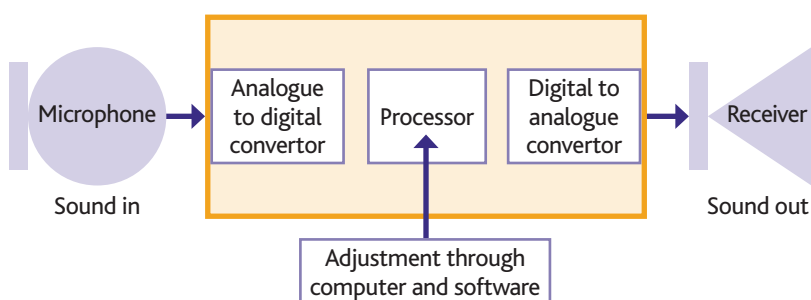 Microphone
Sound in
Analogue
to digital
convertor
Processor
Digital to
analogue
convertor
Receiver
Sound out
Adjustment through
computer and software